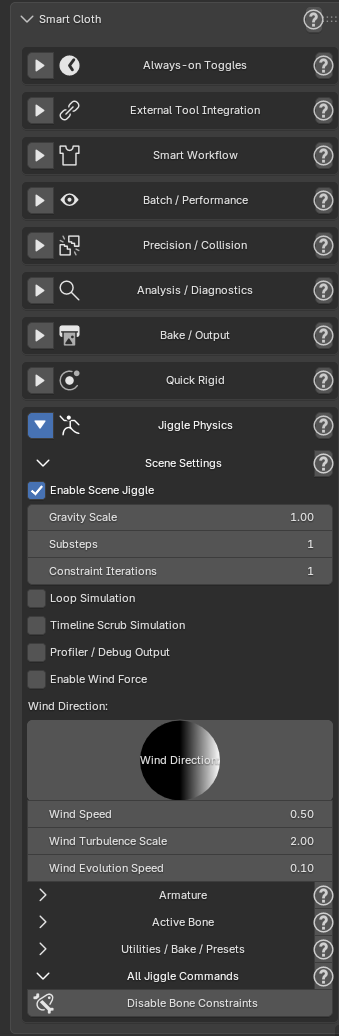 Smart Cloth
Always-on Toggles
External Tool Integration
Smart Workflow
Batch / Performance
Precision / Collision
Analysis / Diagnostics
Bake / Output
Quick Rigid
Jiggle Physics
Scene Settings
Enable Scene Jiggle
Gravity Scale 1.00
Substeps 1
Constraint Iterations 1
Loop Simulation
Timeline Scrub Simulation
Profiler / Debug Output
Enable Wind Force
Wind Direction:
Wind Direction
Wind Speed 0.50
Wind Turbulence Scale 2.00
Wind Evolution Speed 0.10
Armature
Active Bone
Utilities / Bake / Presets
All Jiggle Commands
Disable Bone Constraints